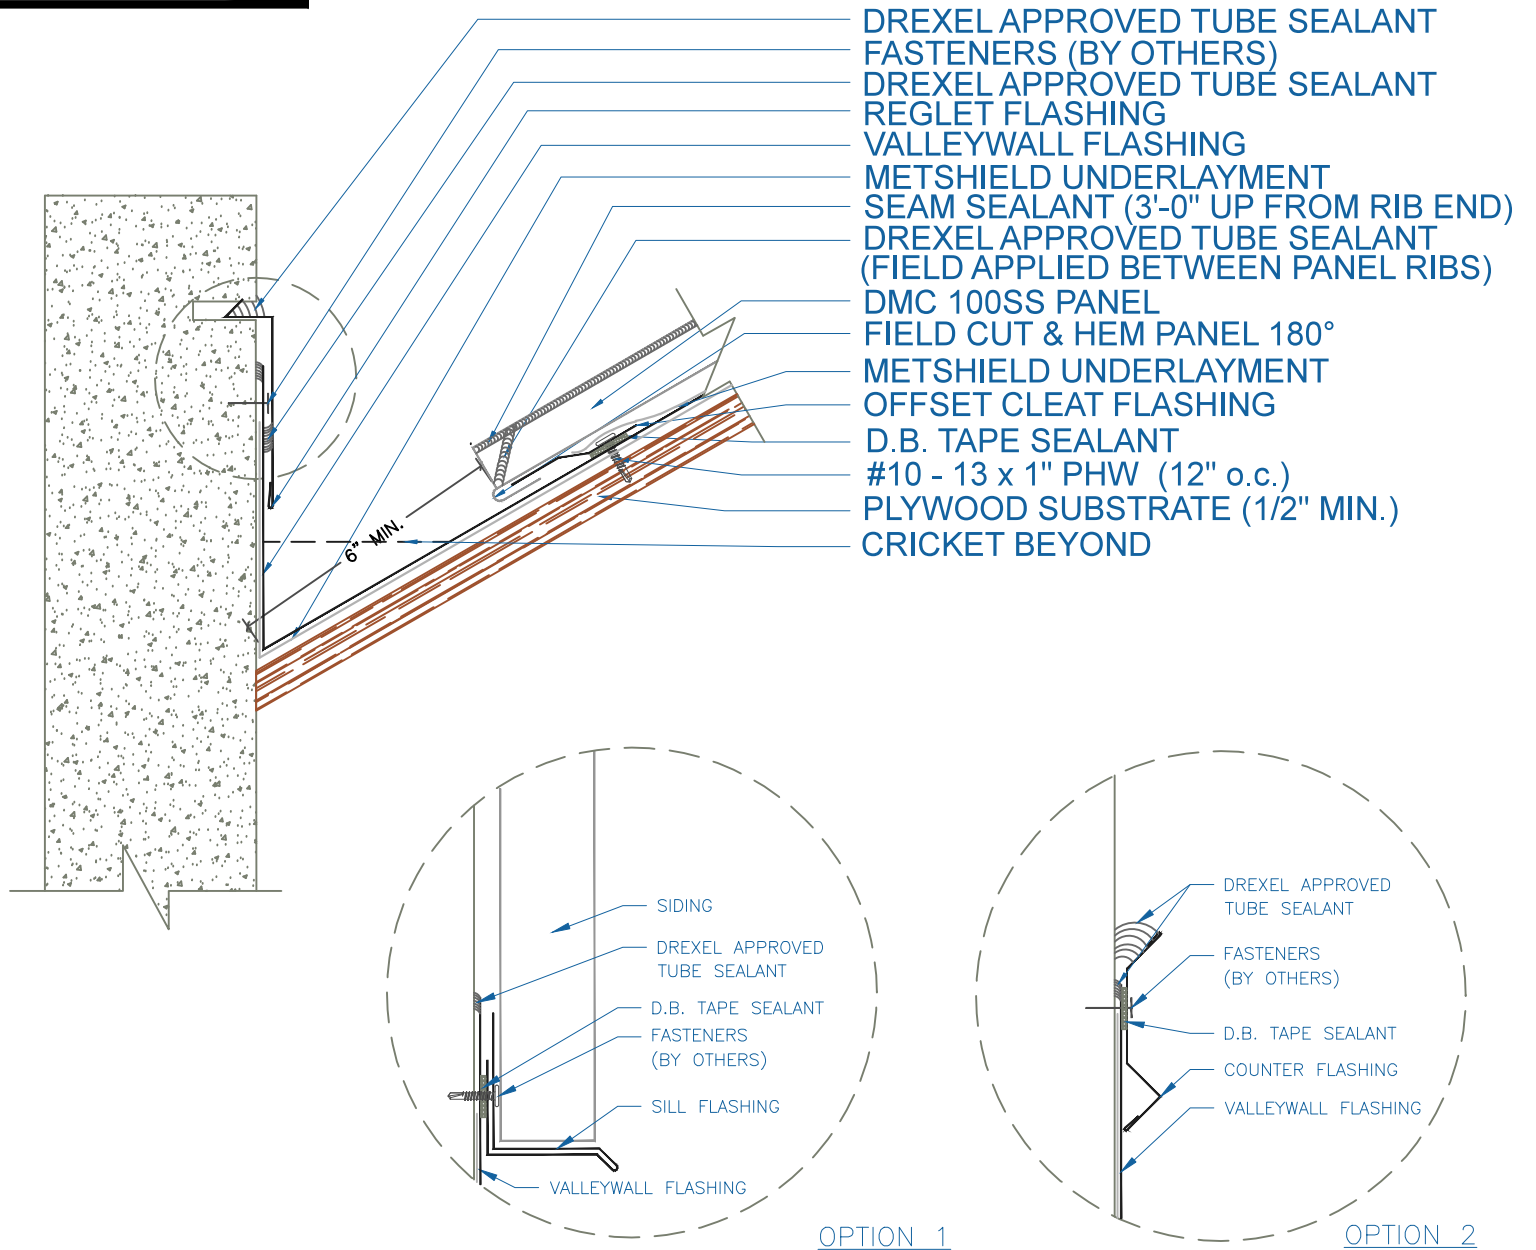 DREXEL APPROVED TUBE SEALANT
FASTENERS (BY OTHERS)
DREXEL APPROVED TUBE SEALANT
REGLET FLASHING
VALLEYWALL FLASHING
METSHIELD UNDERLAYMENT
SEAM SEALANT (3'-0" UP FROM RIB END)
DREXEL APPROVED TUBE SEALANT
(FIELD APPLIED BETWEEN PANEL RIBS)
DMC 100SS PANEL
FIELD CUT & HEM PANEL 180°
METSHIELD UNDERLAYMENT
OFFSET CLEAT FLASHING
D.B. TAPE SEALANT
#10 - 13 x 1" PHW (12" o.c.)
PLYWOOD SUBSTRATE (1/2" MIN.)
CRICKET BEYOND
6" MIN.
SIDING
DREXEL APPROVED
TUBE SEALANT
D.B. TAPE SEALANT
FASTENERS
(BY OTHERS)
SILL FLASHING
VALLEYWALL FLASHING
OPTION 1
DREXEL APPROVED
TUBE SEALANT
FASTENERS
(BY OTHERS)
D.B. TAPE SEALANT
COUNTER FLASHING
VALLEYWALL FLASHING
OPTION 2